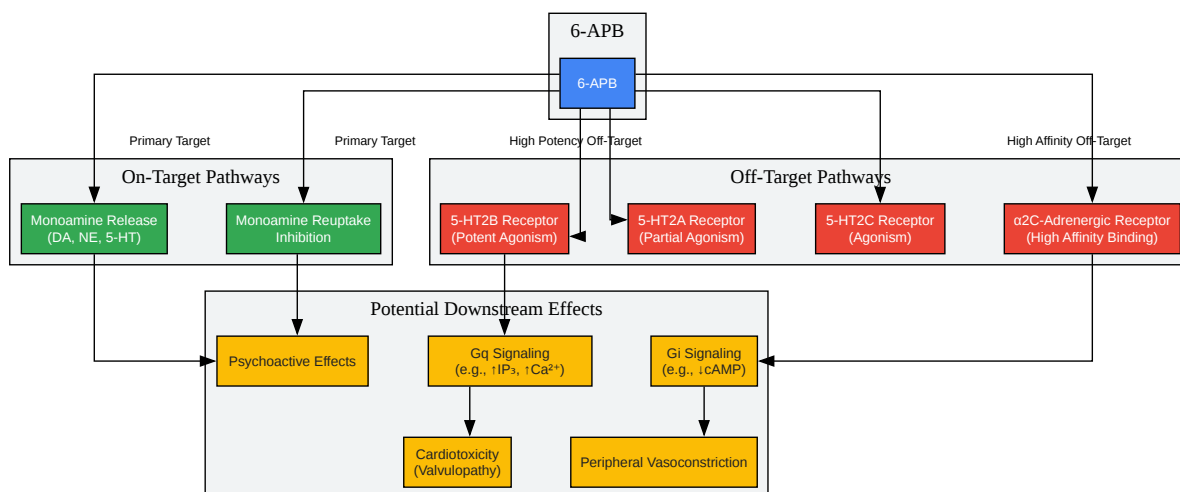 6-APB
6-APB
Primary Target
Primary Target
High Potency Off-Target
High Affinity Off-Target
On-Target Pathways
Off-Target Pathways
Monoamine Release
(DA, NE, 5-HT)
Monoamine Reuptake
Inhibition
5-HT2B Receptor
(Potent Agonism)
5-HT2A Receptor
(Partial Agonism)
5-HT2C Receptor
(Agonism)
α2C-Adrenergic Receptor
(High Affinity Binding)
Potential Downstream Effects
Psychoactive Effects
Gq Signaling
(e.g., ↑IP₃, ↑Ca²⁺)
Gi Signaling
(e.g., ↓cAMP)
Cardiotoxicity
(Valvulopathy)
Peripheral Vasoconstriction